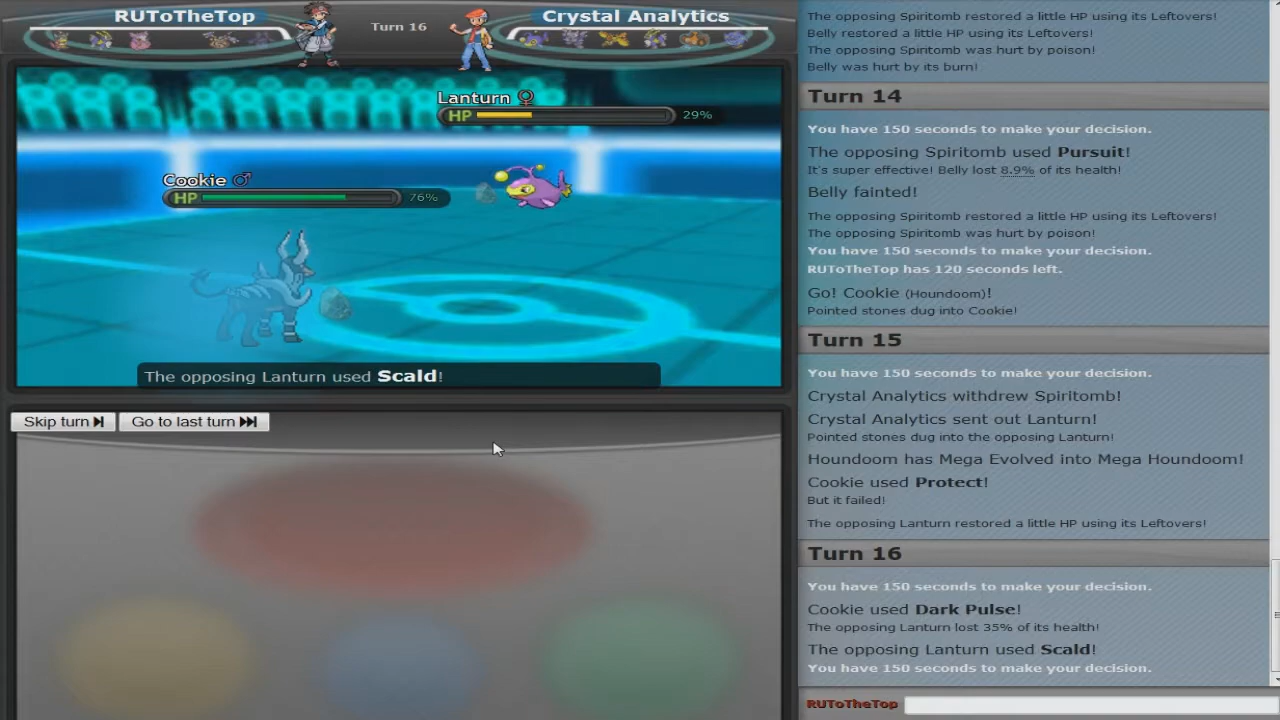 RUToTheTop
Turn 16
Crystal Analytics
Lanturn ♀
HP 29%
Cookie ♂
HP 76%
The opposing Lanturn used Scald!
Skip turn
Go to last turn
The opposing Spiritomb restored a little HP using its Leftovers!
Belly restored a little HP using its Leftovers!
The opposing Spiritomb was hurt by poison!
Belly was hurt by its burn!
Turn 14
You have 150 seconds to make your decision.
The opposing Spiritomb used Pursuit!
It's super effective! Belly lost 8.9% of its health!
Belly fainted!
The opposing Spiritomb restored a little HP using its Leftovers!
The opposing Spiritomb was hurt by poison!
You have 150 seconds to make your decision.
RUToTheTop has 120 seconds left.
Go! Cookie (Houndoom)!
Pointed stones dug into Cookie!
Turn 15
You have 150 seconds to make your decision.
Crystal Analytics withdrew Spiritomb!
Crystal Analytics sent out Lanturn!
Pointed stones dug into the opposing Lanturn!
Houndoom has Mega Evolved into Mega Houndoom!
Cookie used Protect!
But it failed!
The opposing Lanturn restored a little HP using its Leftovers!
Turn 16
You have 150 seconds to make your decision.
Cookie used Dark Pulse!
The opposing Lanturn lost 35% of its health!
The opposing Lanturn used Scald!
You have 150 seconds to make your decision.
RUToTheTop